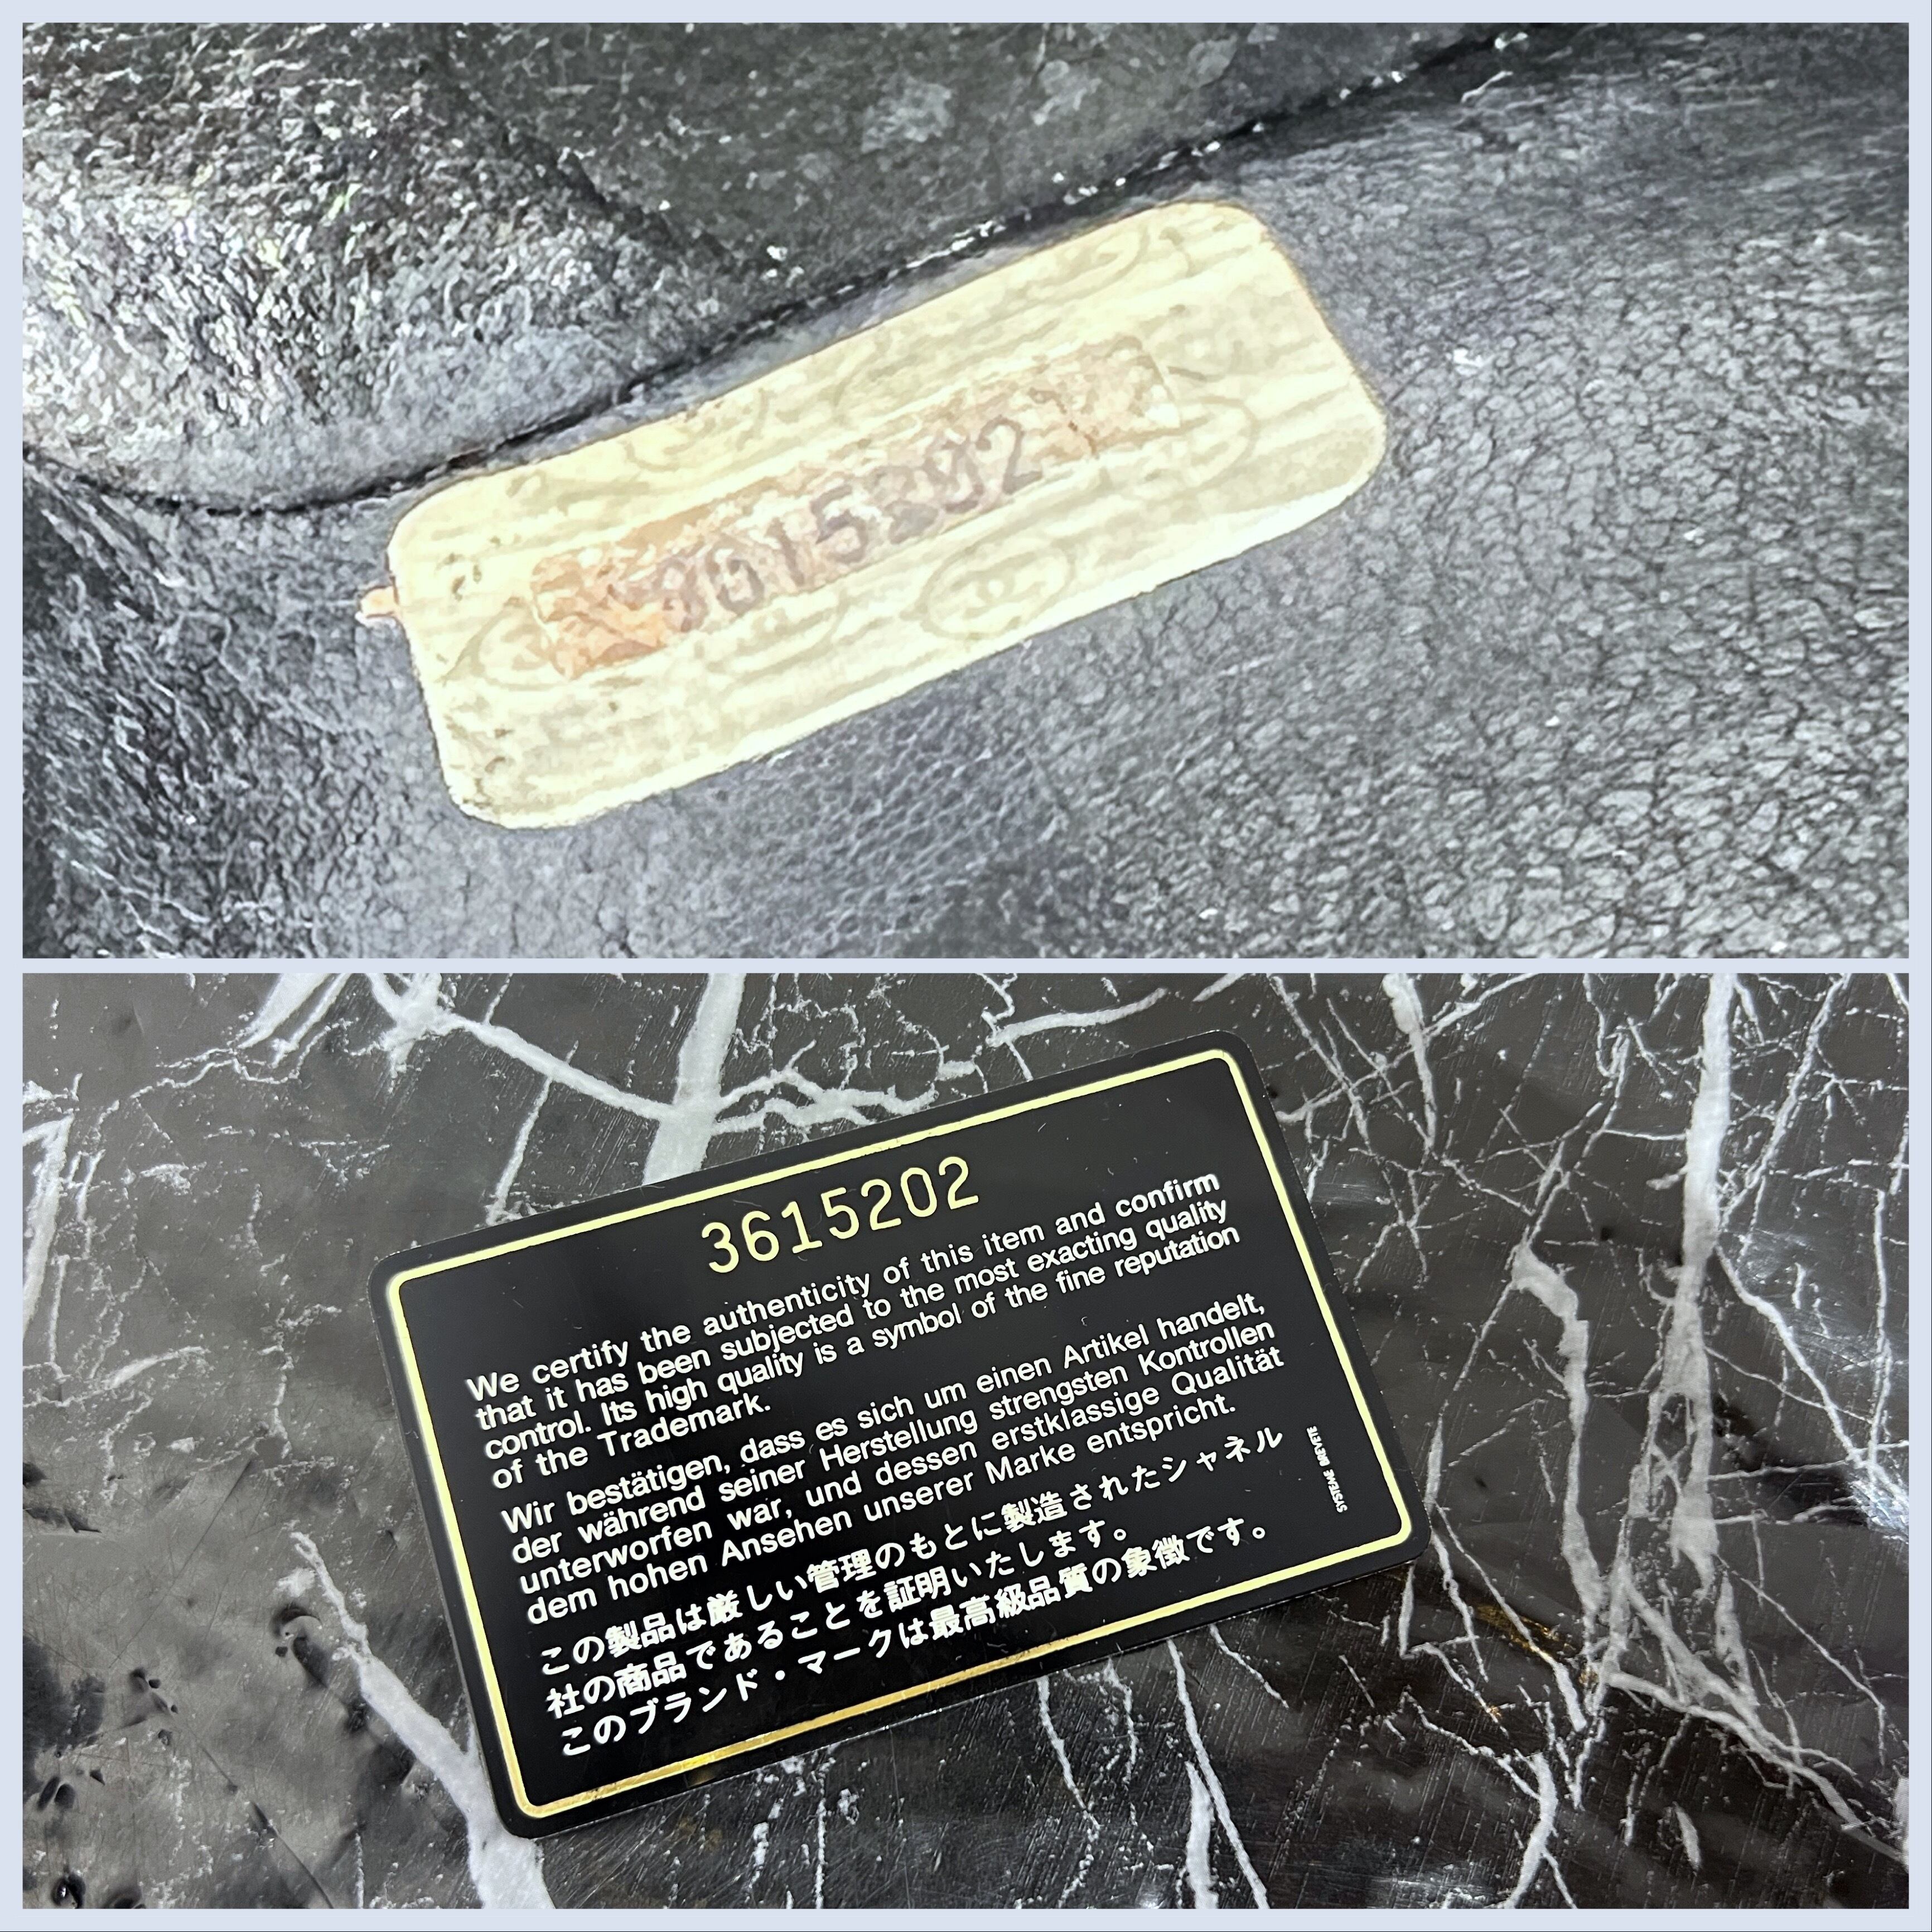 3615202
We certify the authenticity of this item and confirm
that it has been subjected to the most exacting quality
control. Its high quality is a symbol of the fine reputation
of the Trademark.
Wir bestätigen, dass es sich um einen Artikel handelt,
der während seiner Herstellung strengsten Kontrollen
unterworfen war, und dessen erstklassige Qualität
dem hohen Ansehen unserer Marke entspricht.
この製品は厳しい管理のもとに製造されたシャネル
社の商品であることを証明いたします。
このブランド・マークは最高級品質の象徴です。
SYSTEME BREVETE